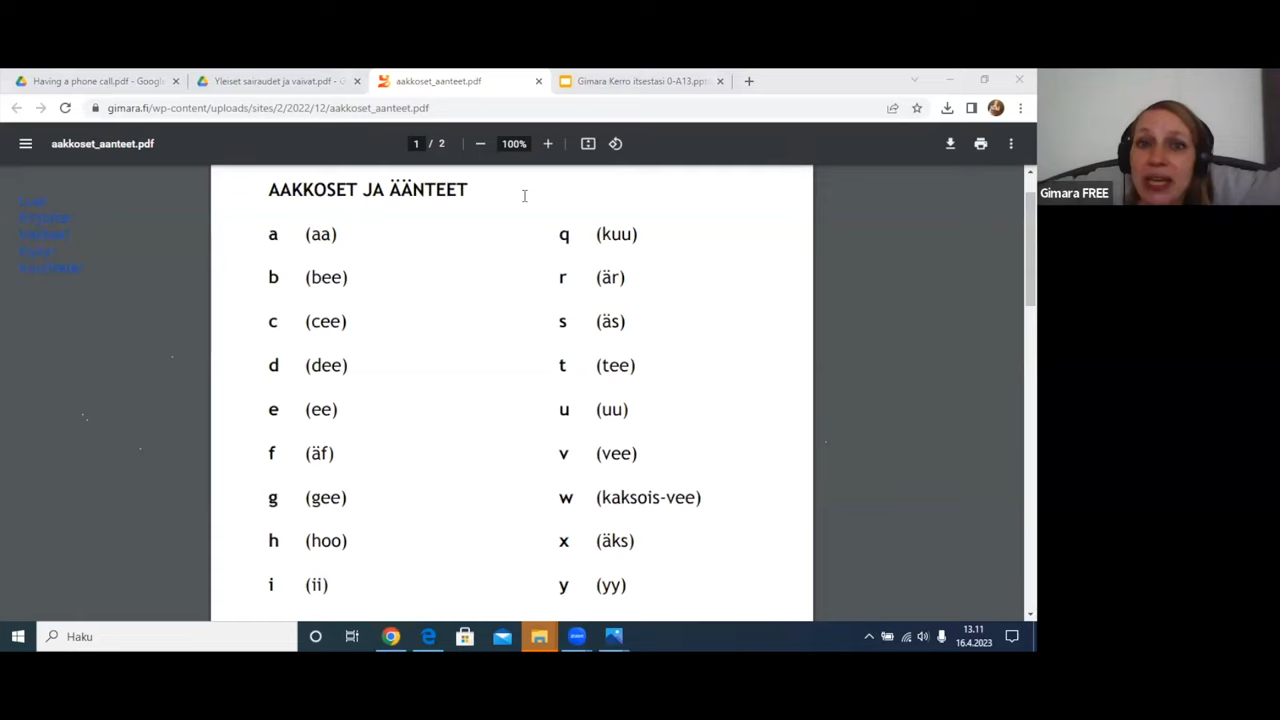 Having a phone call.pdf - Google
Yleiset sairaudet ja vaivat.pdf - G
aakkoset_aanteet.pdf
Gimara Kerro itsestasi 0-A13.ppt
gimara.fi/wp-content/uploads/sites/2/2022/12/aakkoset_aanteet.pdf
aakkoset_aanteet.pdf
1 / 2
100%
Gimara FREE
AAKKOSET JA ÄÄNTEET
a (aa)
b (bee)
c (cee)
d (dee)
e (ee)
f (äf)
g (gee)
h (hoo)
i (ii)
q (kuu)
r (är)
s (äs)
t (tee)
u (uu)
v (vee)
w (kaksois-vee)
x (äks)
y (yy)
Haku
zoom
13.11
16.4.2023